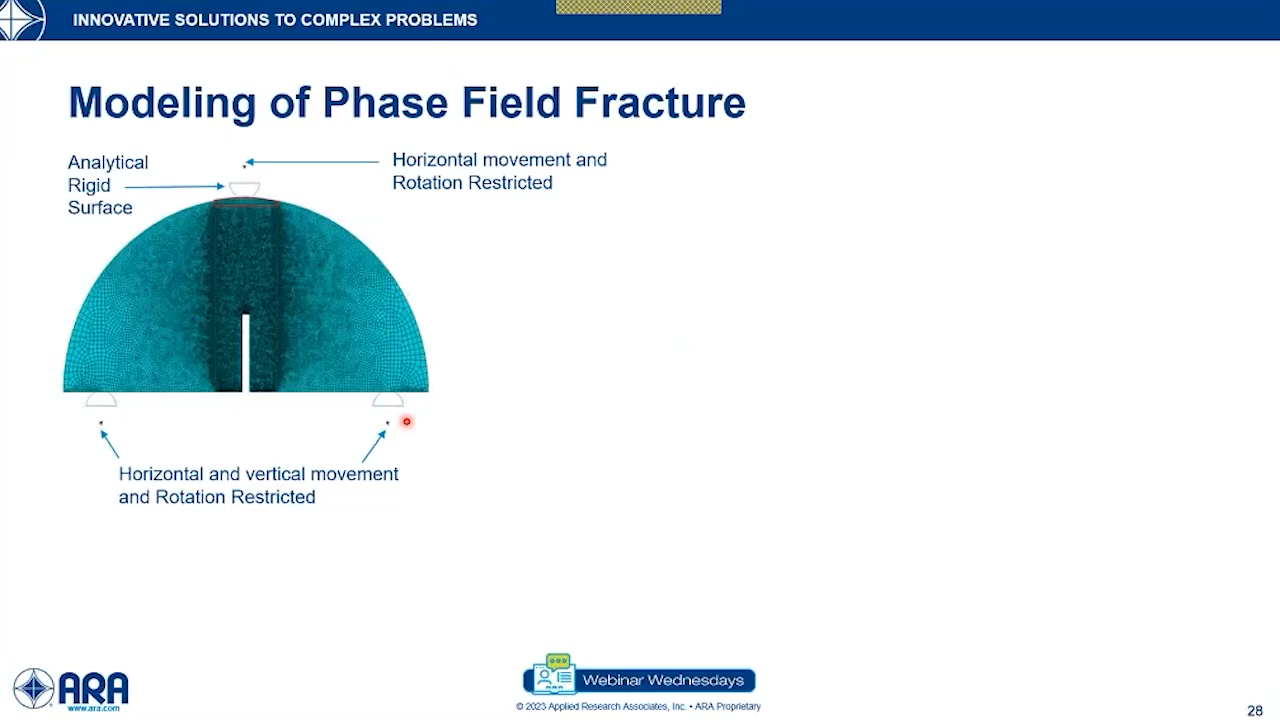 INNOVATIVE SOLUTIONS TO COMPLEX PROBLEMS
Modeling of Phase Field Fracture
Analytical
Rigid
Surface
Horizontal movement and
Rotation Restricted
Horizontal and vertical movement
and Rotation Restricted
ARA
www.ara.com
Webinar Wednesdays
© 2023 Applied Research Associates, Inc. • ARA Proprietary
28